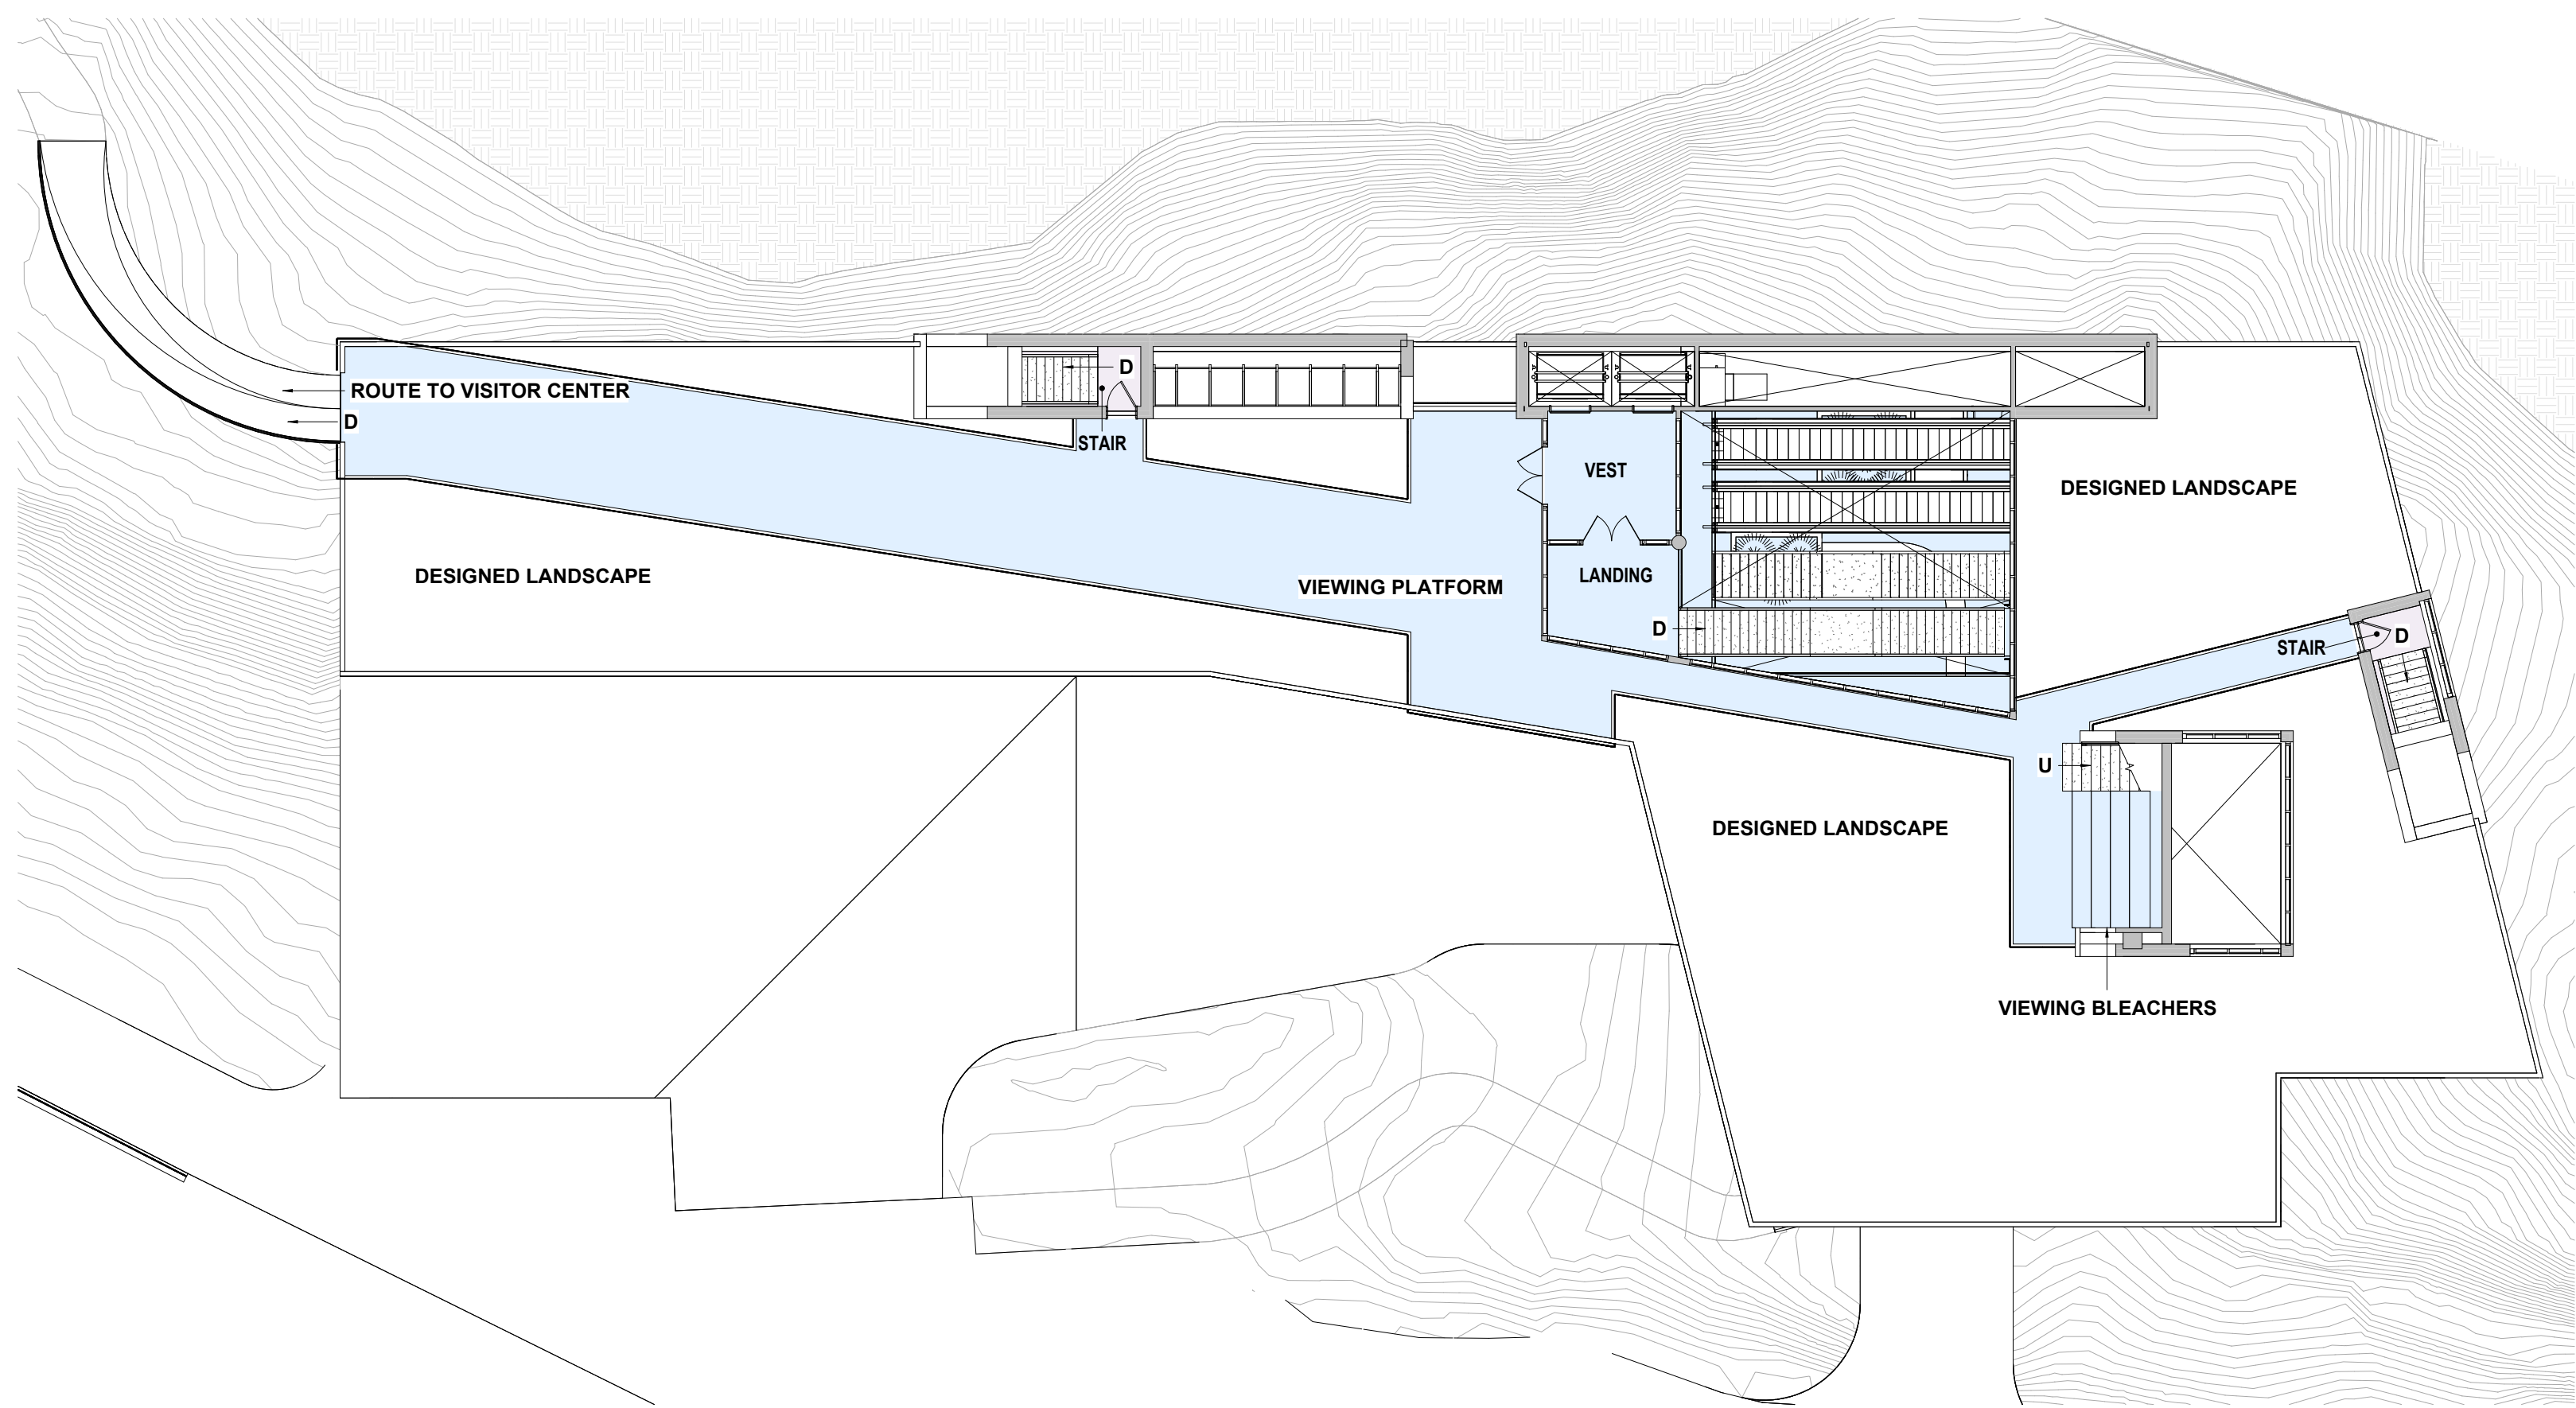 D
ROUTE TO VISITOR CENTER
D
STAIR
VEST
DESIGNED LANDSCAPE
DESIGNED LANDSCAPE
VIEWING PLATFORM
LANDING
D
STAIR
D
U
DESIGNED LANDSCAPE
VIEWING BLEACHERS